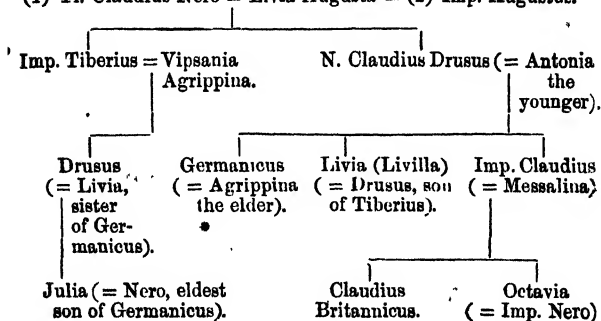 (1) Ti. Claudius Nero = Livia Augusta = (2) Imp. Augustus.
Imp. Tiberius = Vipsania
Agrippina.
N. Claudius Drusus (= Antonia
the
younger).
Drusus
(= Livia,
sister
of Ger-
manicus).
Germanicus
(= Agrippina
the elder).
Livia (Livilla)
(= Drusus, son
of Tiberius).
Imp. Claudius
(= Messalina)
Julia (= Nero, eldest
son of Germanicus).
Claudius
Britannicus.
Octavia
(= Imp. Nero)